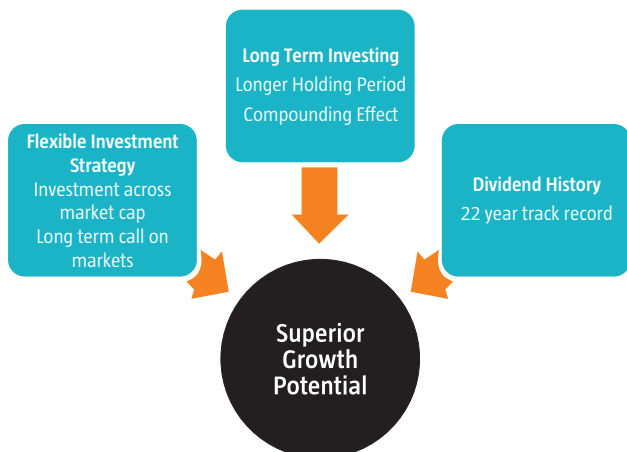 Long Term Investing
Longer Holding Period
Compounding Effect
Flexible Investment
Strategy
Investment across
market cap
Long term call on
markets
Dividend History
22 year track record
Superior
Growth
Potential